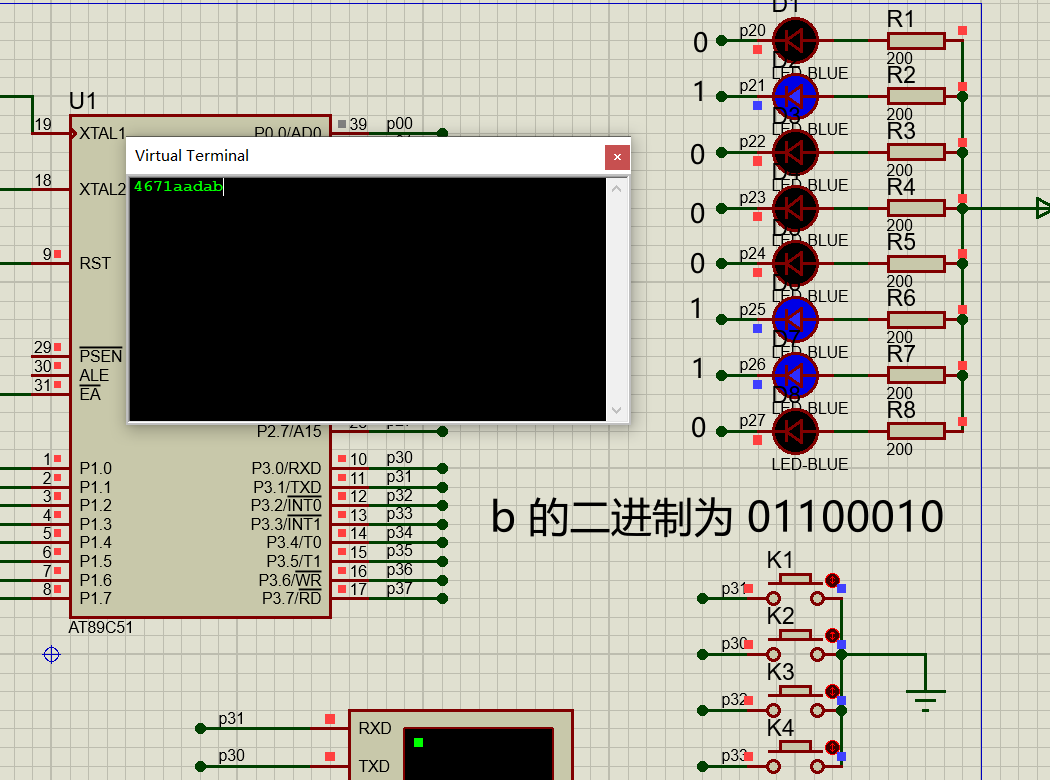 D1
R1
p20
0
200
LED-BLUE
D2
R2
p21
1
200
LED-BLUE
D3
R3
p22
0
200
LED-BLUE
R4
p23
0
200
LED-BLUE
R5
p24
0
200
LED-BLUE
R6
p25
1
200
LED-BLUE
D7
R7
p26
1
200
LED-BLUE
D8
R8
p27
0
200
LED-BLUE
U1
19 XTAL1
P0.0/AD0 39 p00
Virtual Terminal
4671aadab
18 XTAL2
9 RST
29 PSEN
30 ALE
31 EA
P2.7/A15
1 P1.0 P3.0/RXD 10 p30
2 P1.1 P3.1/TXD 11 p31
3 P1.2 P3.2/INT0 12 p32
4 P1.3 P3.3/INT1 13 p33
5 P1.4 P3.4/T0 14 p34
6 P1.5 P3.5/T1 15 p35
7 P1.6 P3.6/WR 16 p36
8 P1.7 P3.7/RD 17 p37
AT89C51
b 的二进制为 01100010
K1
p31
K2
p30
K3
p32
K4
p33
p31 RXD
p30 TXD